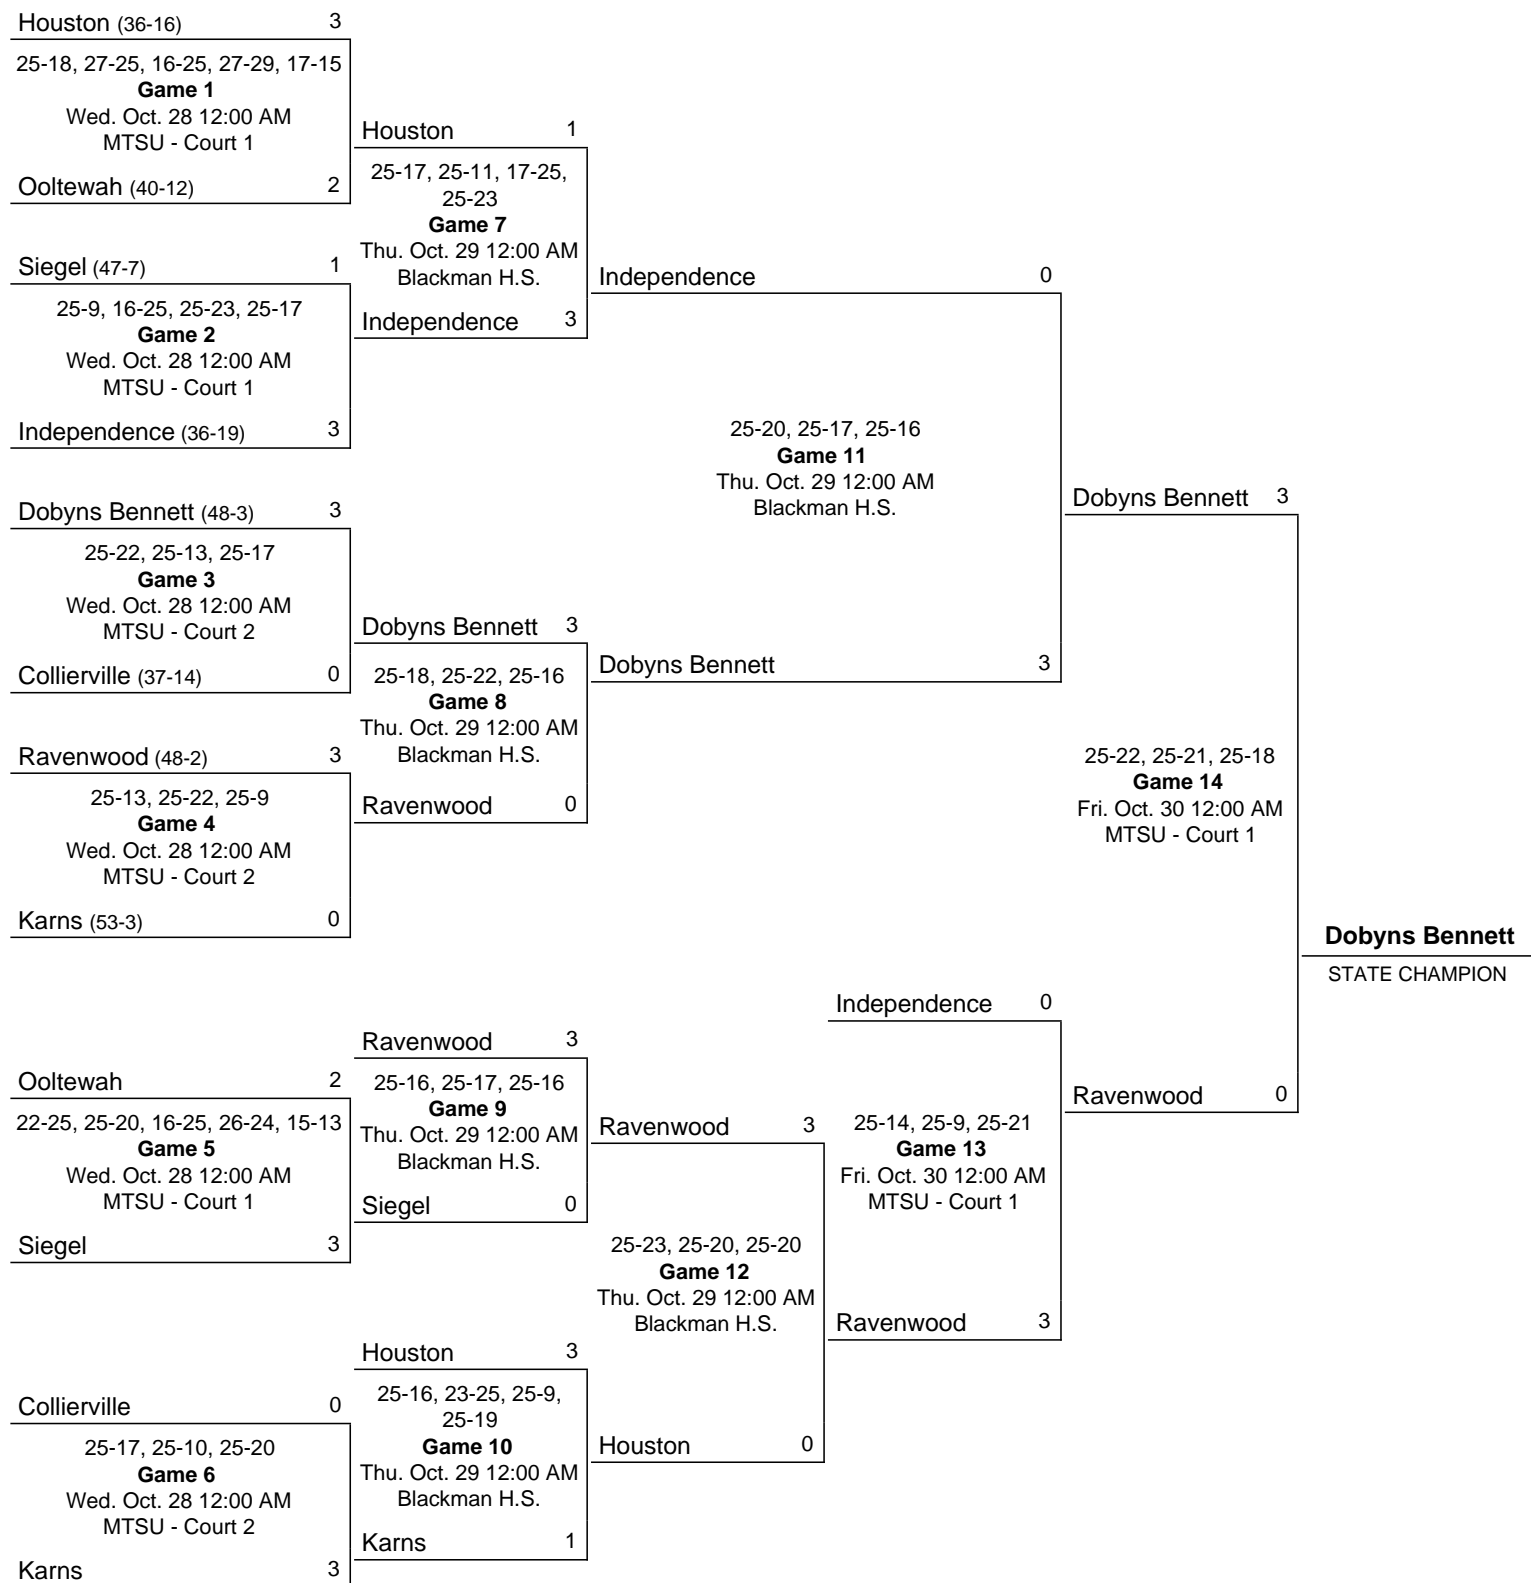 Houston (36-16) 3
25-18, 27-25, 16-25, 27-29, 17-15
Game 1
Wed. Oct. 28 12:00 AM
MTSU - Court 1
Ooltewah (40-12) 2
Siegel (47-7) 1
25-9, 16-25, 25-23, 25-17
Game 2
Wed. Oct. 28 12:00 AM
MTSU - Court 1
Independence (36-19) 3
Dobyns Bennett (48-3) 3
25-22, 25-13, 25-17
Game 3
Wed. Oct. 28 12:00 AM
MTSU - Court 2
Collierville (37-14) 0
Ravenwood (48-2) 3
25-13, 25-22, 25-9
Game 4
Wed. Oct. 28 12:00 AM
MTSU - Court 2
Karns (53-3) 0
Ooltewah 2
22-25, 25-20, 16-25, 26-24, 15-13
Game 5
Wed. Oct. 28 12:00 AM
MTSU - Court 1
Siegel 3
Collierville 0
25-17, 25-10, 25-20
Game 6
Wed. Oct. 28 12:00 AM
MTSU - Court 2
Karns 3
Houston 1
25-17, 25-11, 17-25,
25-23
Game 7
Thu. Oct. 29 12:00 AM
Blackman H.S.
Independence 3
Dobyns Bennett 3
25-18, 25-22, 25-16
Game 8
Thu. Oct. 29 12:00 AM
Blackman H.S.
Ravenwood 0
Ravenwood 3
25-16, 25-17, 25-16
Game 9
Thu. Oct. 29 12:00 AM
Blackman H.S.
Siegel 0
Houston 3
25-16, 23-25, 25-9,
25-19
Game 10
Thu. Oct. 29 12:00 AM
Blackman H.S.
Karns 1
Independence 0
25-20, 25-17, 25-16
Game 11
Thu. Oct. 29 12:00 AM
Blackman H.S.
Dobyns Bennett 3
Ravenwood 3
25-23, 25-20, 25-20
Game 12
Thu. Oct. 29 12:00 AM
Blackman H.S.
Houston 0
Independence 0
25-14, 25-9, 25-21
Game 13
Fri. Oct. 30 12:00 AM
MTSU - Court 1
Ravenwood 3
Dobyns Bennett 3
25-22, 25-21, 25-18
Game 14
Fri. Oct. 30 12:00 AM
MTSU - Court 1
Ravenwood 0
Dobyns Bennett
STATE CHAMPION